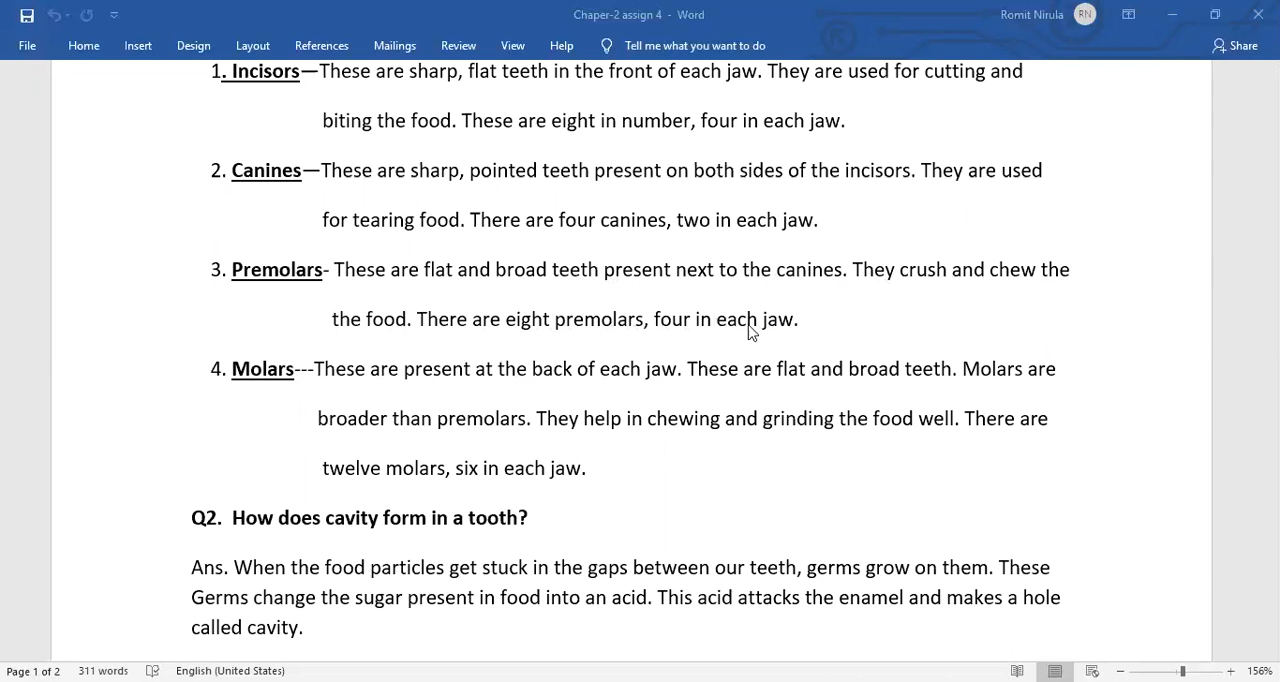 Chaper-2 assign 4 - Word
Romit Nirula RN
File Home Insert Design Layout References Mailings Review View Help Tell me what you want to do Share
1. Incisors—These are sharp, flat teeth in the front of each jaw. They are used for cutting and
biting the food. These are eight in number, four in each jaw.
2. Canines—These are sharp, pointed teeth present on both sides of the incisors. They are used
for tearing food. There are four canines, two in each jaw.
3. Premolars- These are flat and broad teeth present next to the canines. They crush and chew the
the food. There are eight premolars, four in each jaw.
4. Molars---These are present at the back of each jaw. These are flat and broad teeth. Molars are
broader than premolars. They help in chewing and grinding the food well. There are
twelve molars, six in each jaw.
Q2. How does cavity form in a tooth?
Ans. When the food particles get stuck in the gaps between our teeth, germs grow on them. These
Germs change the sugar present in food into an acid. This acid attacks the enamel and makes a hole
called cavity.
Page 1 of 2 311 words English (United States) 156%